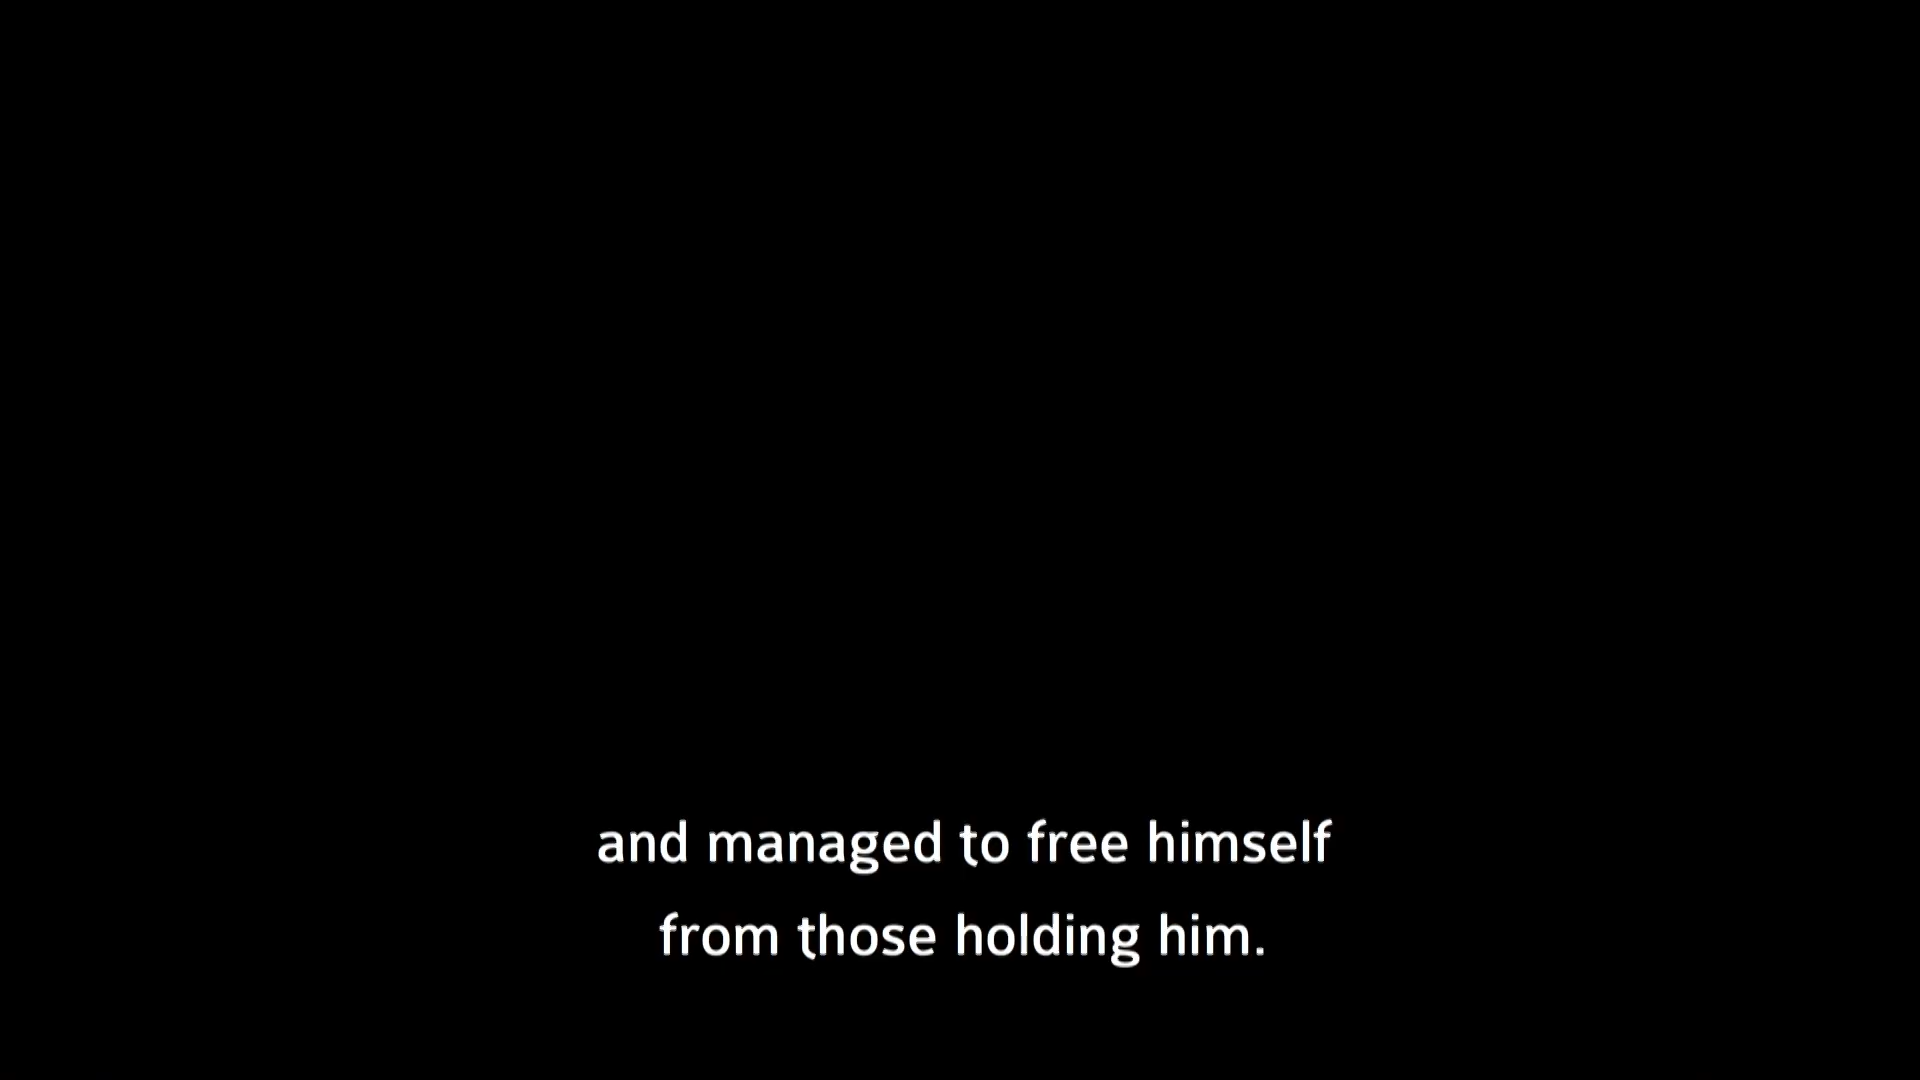 and managed to free himself
from those holding him.